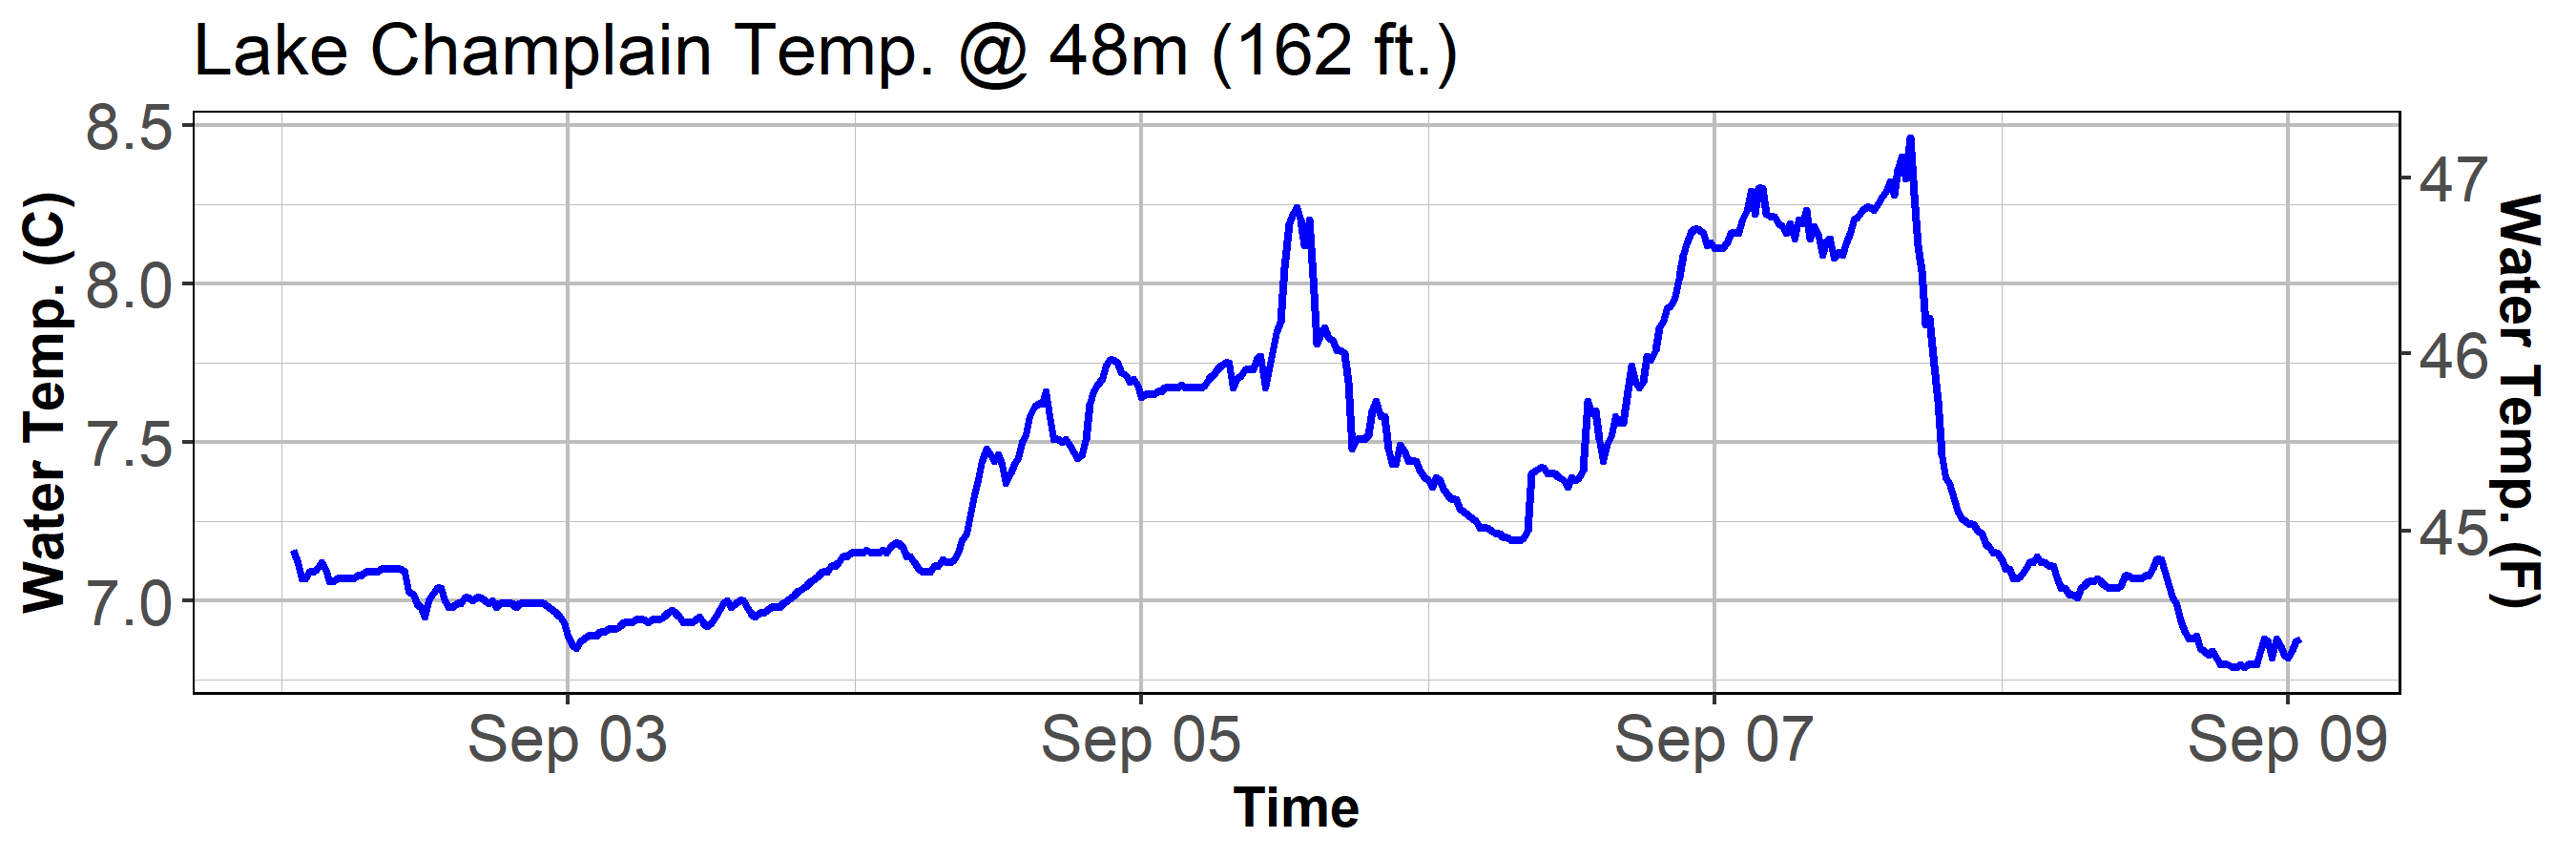 Lake Champlain Temp. @ 48m (162 ft.)
Water Temp. (C)
8.5
8.0
7.5
7.0
47
46
45
Water Temp. (F)
Sep 03 Sep 05 Sep 07 Sep 09
Time